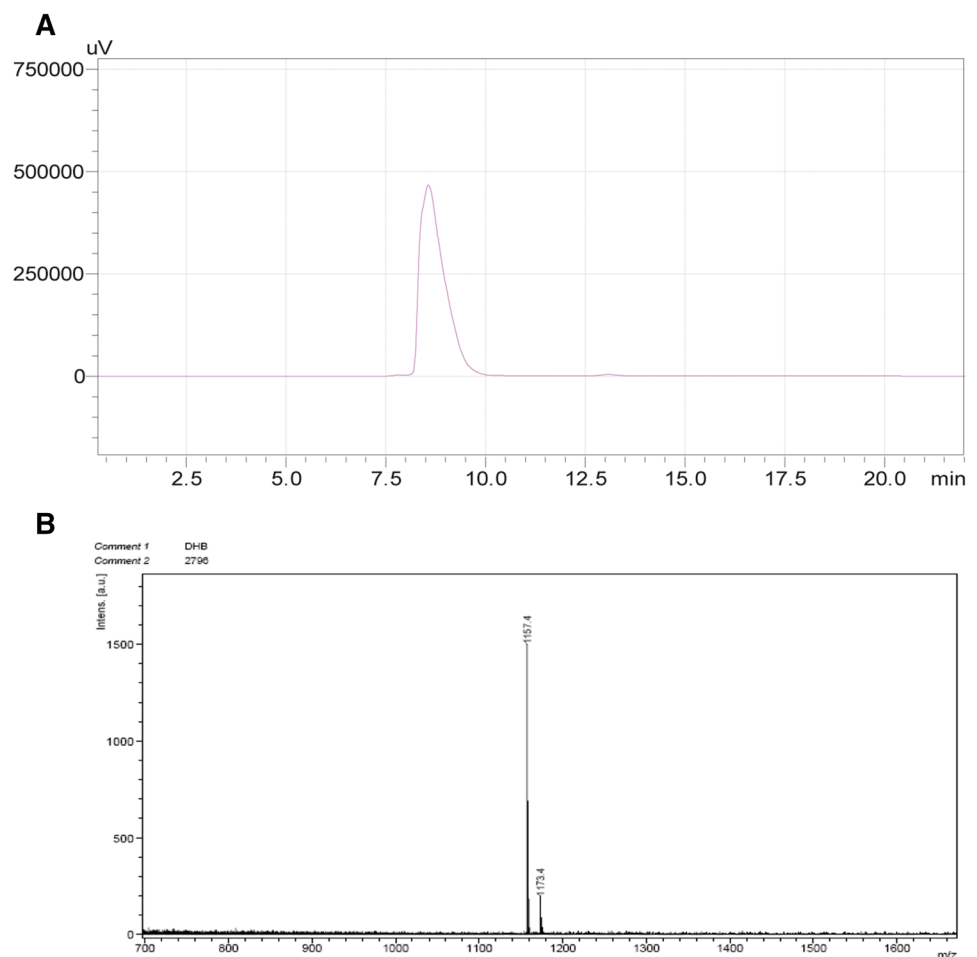 A
uV
750000
500000
250000
0
2.5 5.0 7.5 10.0 12.5 15.0 17.5 20.0 min
B
Comment 1 DHB
Comment 2 2796
Intens. [a.u.]
1500
1000
500
0
1157.4
1173.4
700 800 900 1000 1100 1200 1300 1400 1500 1600
m/z